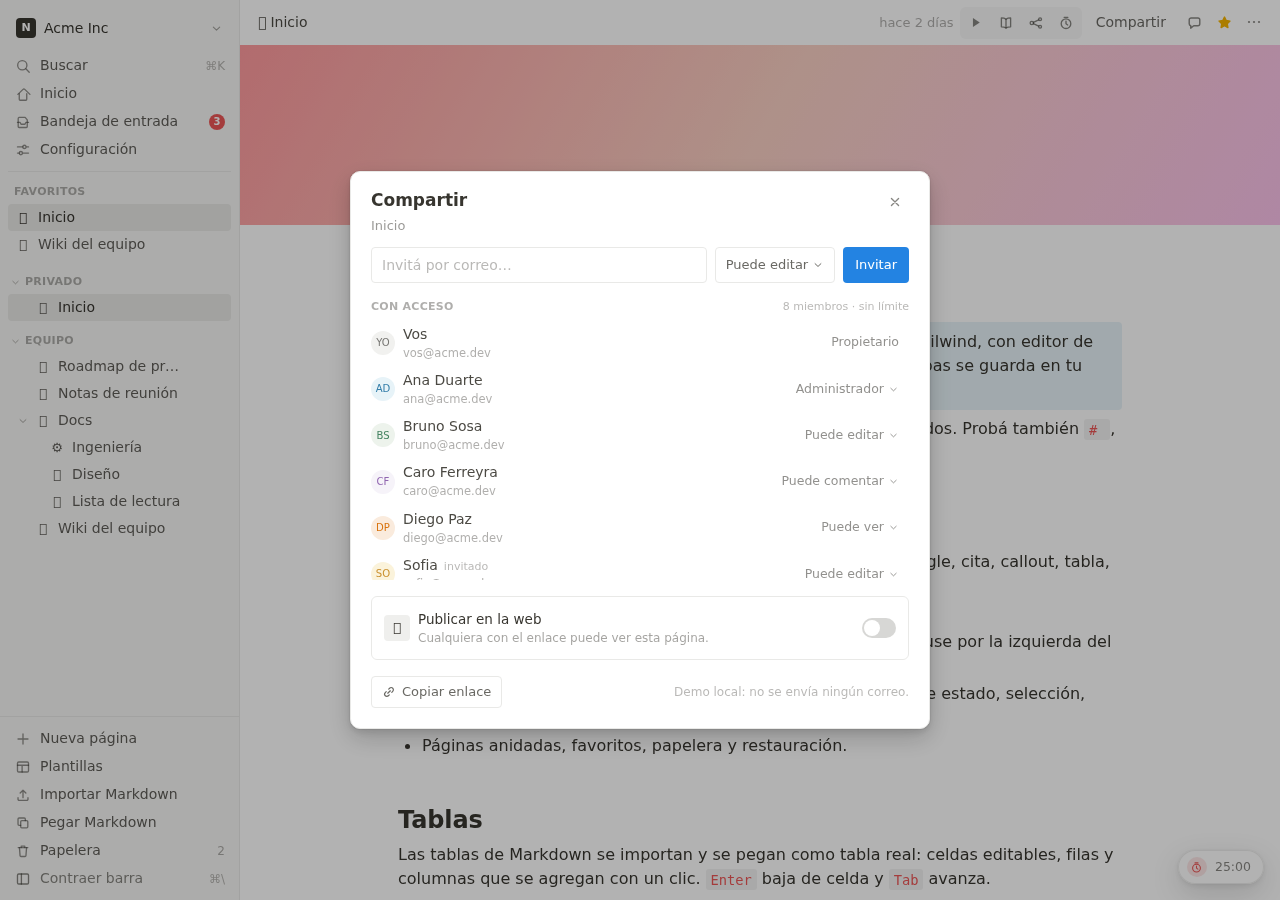 N Acme Inc
Buscar ⌘K
Inicio
Bandeja de entrada 3
Configuración
FAVORITOS
Inicio
Wiki del equipo
PRIVADO
Inicio
EQUIPO
Roadmap de pr…
Notas de reunión
Docs
Ingeniería
Diseño
Lista de lectura
Wiki del equipo
Nueva página
Plantillas
Importar Markdown
Pegar Markdown
Papelera 2
Contraer barra ⌘\
Inicio
hace 2 días
Compartir
Compartir
Inicio
Invitá por correo…
Puede editar
Invitar
CON ACCESO
8 miembros · sin límite
YO Vos Propietario
vos@acme.dev
AD Ana Duarte Administrador
ana@acme.dev
BS Bruno Sosa Puede editar
bruno@acme.dev
CF Caro Ferreyra Puede comentar
caro@acme.dev
DP Diego Paz Puede ver
diego@acme.dev
SO Sofia invitado Puede editar
Publicar en la web
Cualquiera con el enlace puede ver esta página.
Copiar enlace
Demo local: no se envía ningún correo.
, con editor de
se guarda en tu
. Probá también # ,
, cita, callout, tabla,
por la izquierda del
estado, selección,
• Páginas anidadas, favoritos, papelera y restauración.
Tablas
Las tablas de Markdown se importan y se pegan como tabla real: celdas editables, filas y
columnas que se agregan con un clic. Enter baja de celda y Tab avanza.
25:00